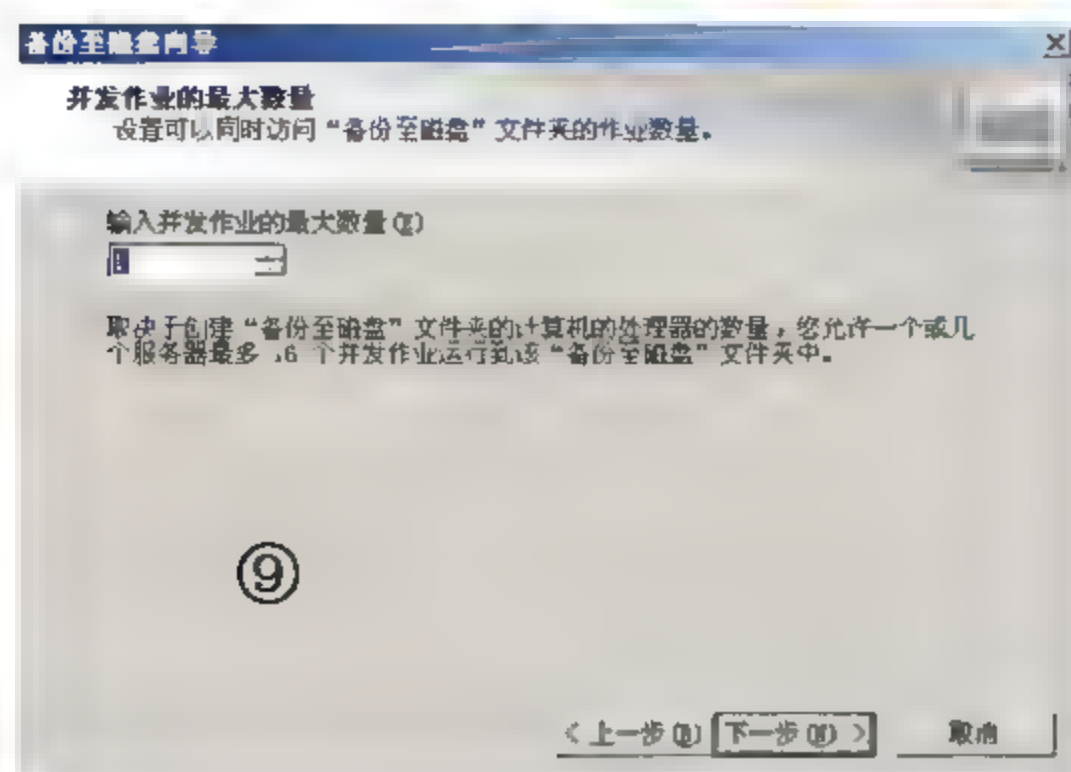 备份至磁盘向导
并发作业的最大数量
设置可以同时访问“备份至磁盘”文件夹的作业数量。
输入并发作业的最大数量(E)
取决于创建“备份至磁盘”文件夹的计算机的处理器的数量,您允许一个或几
个服务器最多 16 个并发作业运行到该“备份至磁盘”文件夹中。
⑨
< 上一步(B) 下一步(N) > 取消